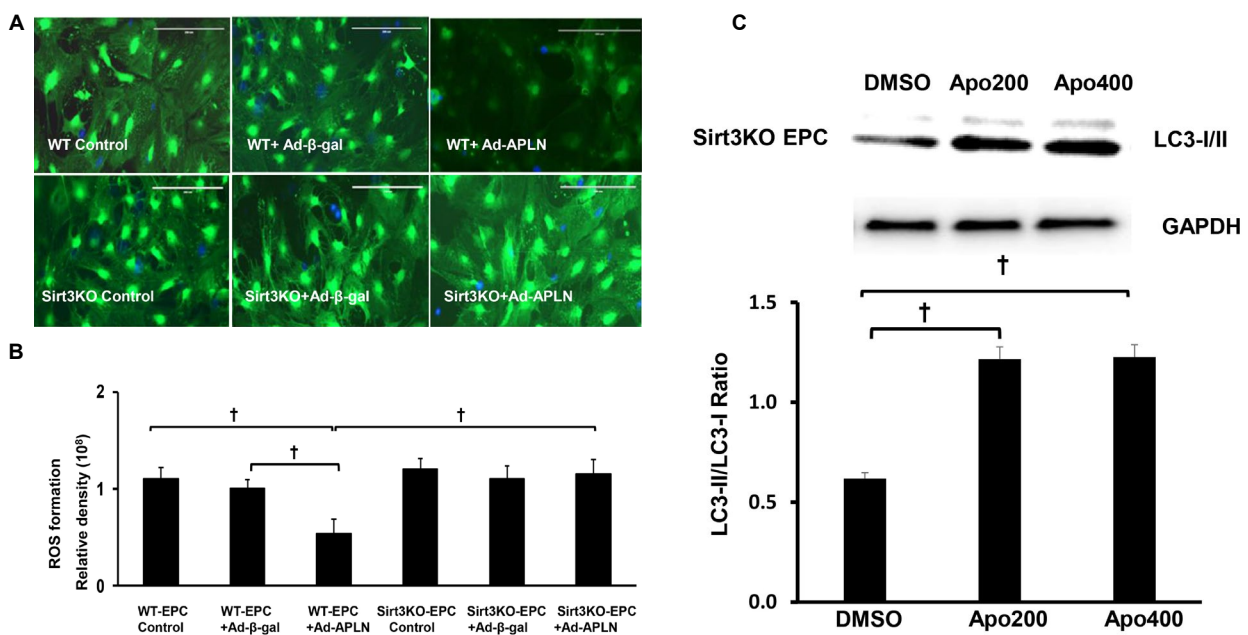 A
WT Control
WT+ Ad-β-gal
WT+ Ad-APLN
Sirt3KO Control
Sirt3KO+Ad-β-gal
Sirt3KO+Ad-APLN
B
ROS formation
Relative density (10⁸)
2
1
0
†
†
†
WT-EPC
Control
WT-EPC
+Ad-β-gal
WT-EPC
+Ad-APLN
Sirt3KO-EPC
Control
Sirt3KO-EPC
+Ad-β-gal
Sirt3KO-EPC
+Ad-APLN
C
DMSO Apo200 Apo400
Sirt3KO EPC
LC3-I/II
GAPDH
†
†
LC3-II/LC3-I Ratio
1.5
1.0
0.5
0.0
DMSO Apo200 Apo400